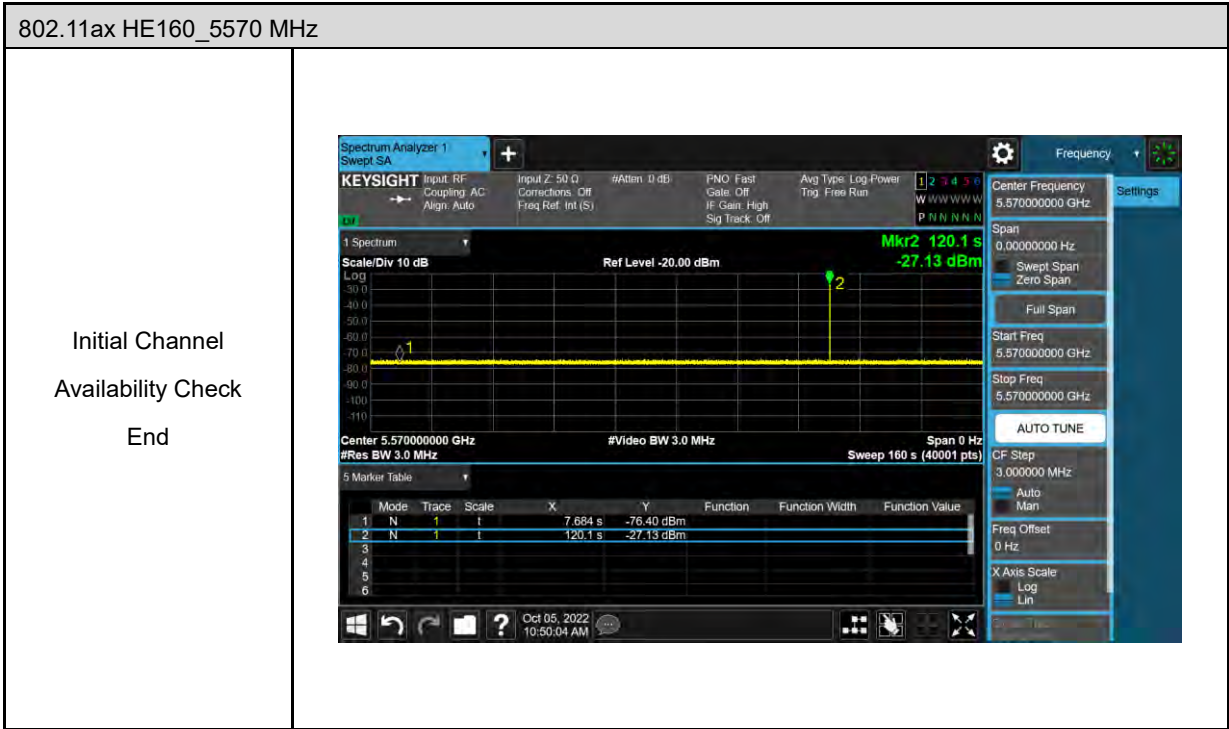 802.11ax HE160_5570 MHz
Initial Channel
Availability Check
End
Spectrum Analyzer 1
Swept SA
+
Frequency
KEYSIGHT
Input: RF
Coupling: AC
Align: Auto
Input Z: 50 Ω
Corrections: Off
Freq Ref: Int (S)
#Atten: 0 dB
PNO: Fast
Gate: Off
IF Gain: High
Sig Track: Off
Avg Type: Log-Power
Trig: Free Run
1 2 3 4 5 6
W W W W W W
P N N N N N
1 Spectrum
Mkr2 120.1 s
-27.13 dBm
Scale/Div 10 dB
Ref Level -20.00 dBm
Log
-30.0
-40.0
-50.0
-60.0
-70.0
-80.0
-90.0
-100
-110
1
2
Center 5.570000000 GHz
#Video BW 3.0 MHz
Span 0 Hz
#Res BW 3.0 MHz
Sweep 160 s (40001 pts)
5 Marker Table
Mode Trace Scale X Y Function Function Width Function Value
1 N 1 t 7.684 s -76.40 dBm
2 N 1 t 120.1 s -27.13 dBm
3
4
5
6
?
Oct 05, 2022
10:50:04 AM
Center Frequency
5.570000000 GHz
Settings
Span
0.00000000 Hz
Swept Span
Zero Span
Full Span
Start Freq
5.570000000 GHz
Stop Freq
5.570000000 GHz
AUTO TUNE
CF Step
3.000000 MHz
Auto
Man
Freq Offset
0 Hz
X Axis Scale
Log
Lin